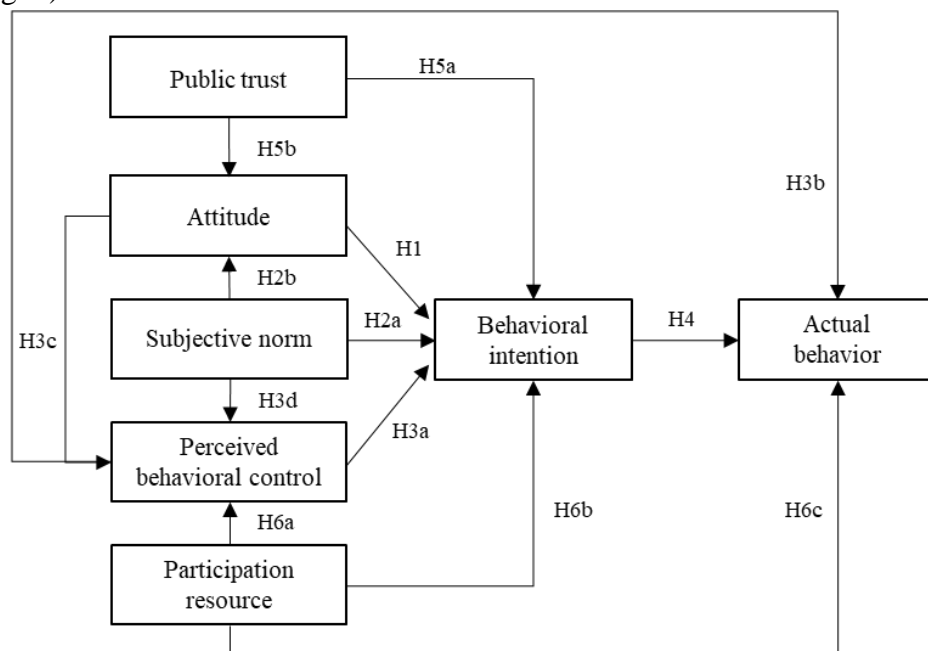 Public trust
H5a
H5b
H3b
Attitude
H1
H2b
H3c
Subjective norm
H2a
Behavioral
intention
H4
Actual
behavior
H3d
H3a
Perceived
behavioral control
H6a
H6b
H6c
Participation
resource